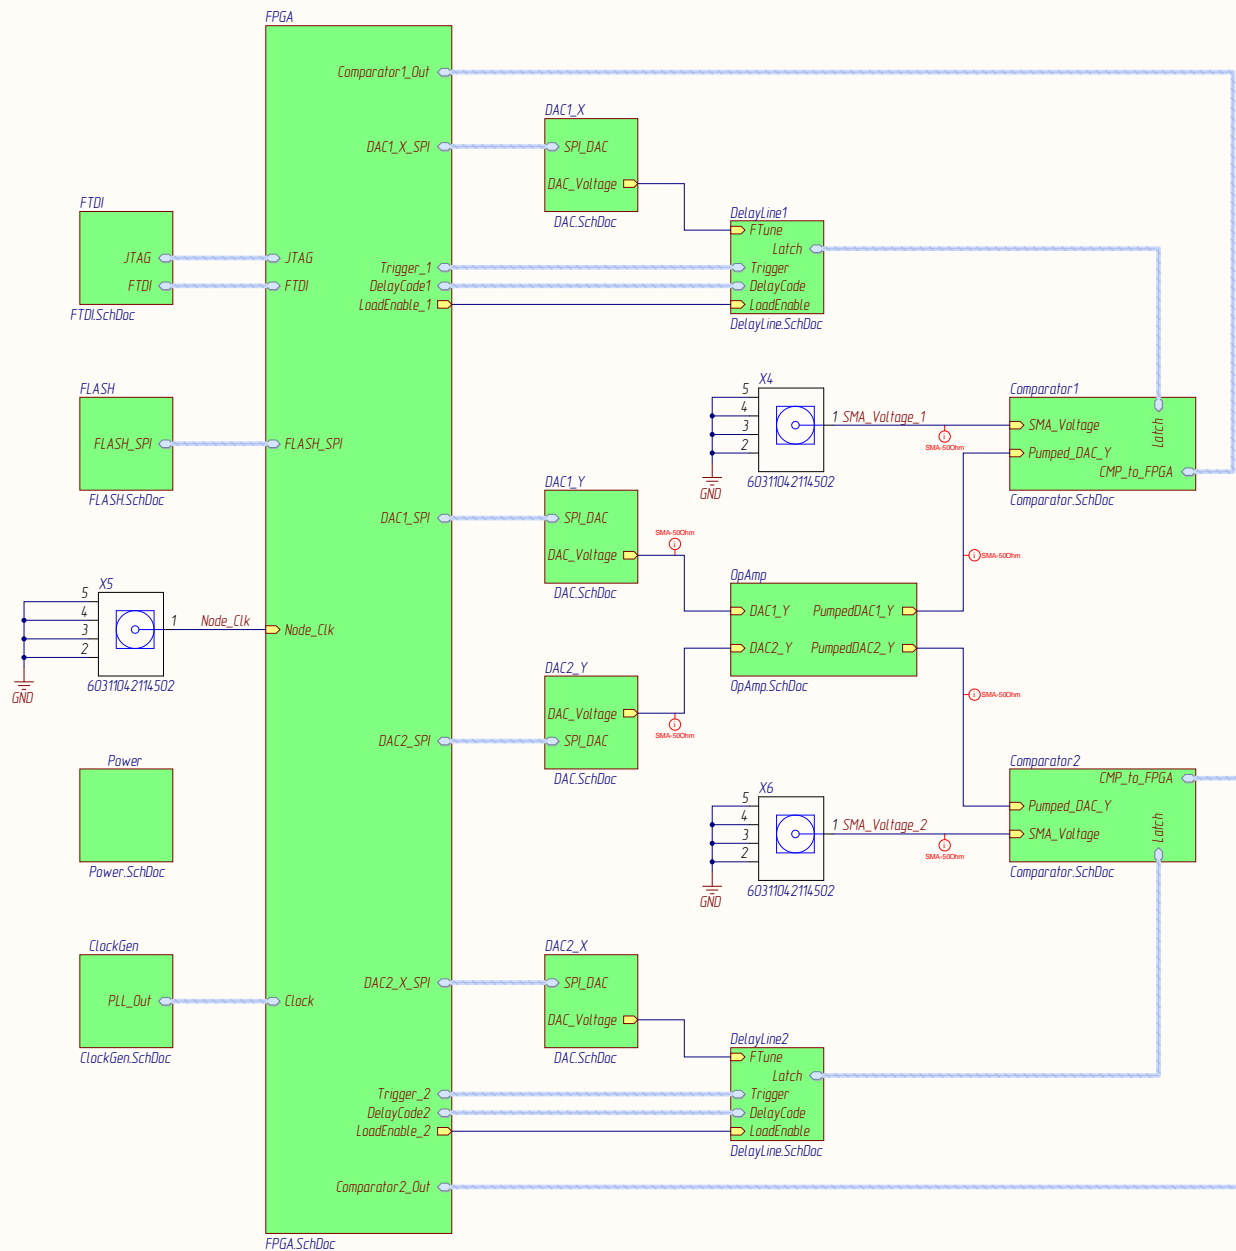 FPGA
Comparator1_Out
DAC1_X
DAC1_X_SPI
SPI_DAC
DAC_Voltage
DAC.SchDoc
FTDI
JTAG
FTDI
FTDI.SchDoc
JTAG
FTDI
Trigger_1
DelayCode1
LoadEnable_1
DelayLine1
FTune
Latch
Trigger
DelayCode
LoadEnable
DelayLine.SchDoc
FLASH
FLASH_SPI
FLASH.SchDoc
FLASH_SPI
X4
5
4
3
2
1
SMA_Voltage_1
SMA-50Ohm
GND
60311042114502
Comparator1
SMA_Voltage
Pumped_DAC_Y
Latch
CMP_to_FPGA
Comparator.SchDoc
DAC1_SPI
DAC1_Y
SPI_DAC
DAC_Voltage
DAC.SchDoc
SMA-50Ohm
SMA-50Ohm
X5
5
4
3
2
1
Node_Clk
GND
60311042114502
Node_Clk
OpAmp
DAC1_Y
PumpedDAC1_Y
DAC2_Y
PumpedDAC2_Y
OpAmp.SchDoc
SMA-50Ohm
DAC2_Y
DAC_Voltage
SPI_DAC
DAC.SchDoc
SMA-50Ohm
DAC2_SPI
Power
Power.SchDoc
X6
5
4
3
2
1
SMA_Voltage_2
SMA-50Ohm
GND
60311042114502
Comparator2
CMP_to_FPGA
Pumped_DAC_Y
SMA_Voltage
Latch
Comparator.SchDoc
ClockGen
PLL_Out
ClockGen.SchDoc
Clock
DAC2_X_SPI
DAC2_X
SPI_DAC
DAC_Voltage
DAC.SchDoc
DelayLine2
FTune
Latch
Trigger
DelayCode
LoadEnable
DelayLine.SchDoc
Trigger_2
DelayCode2
LoadEnable_2
Comparator2_Out
FPGA.SchDoc